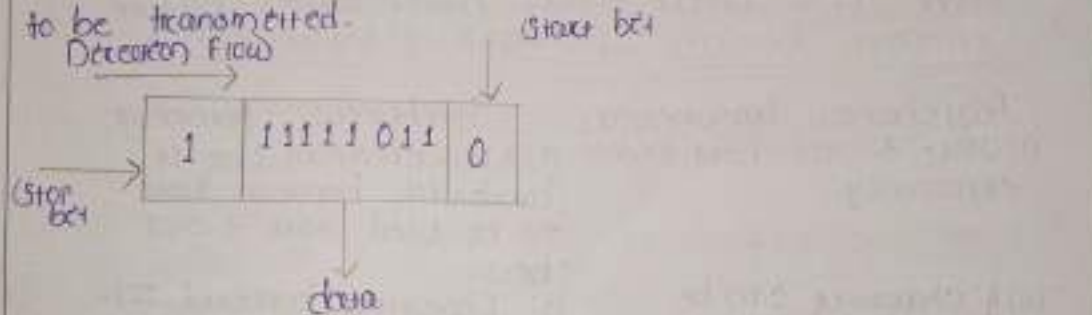 to be transmitted.
Direction Flow
Start bit
1
11111 011
0
Stop
bit
data